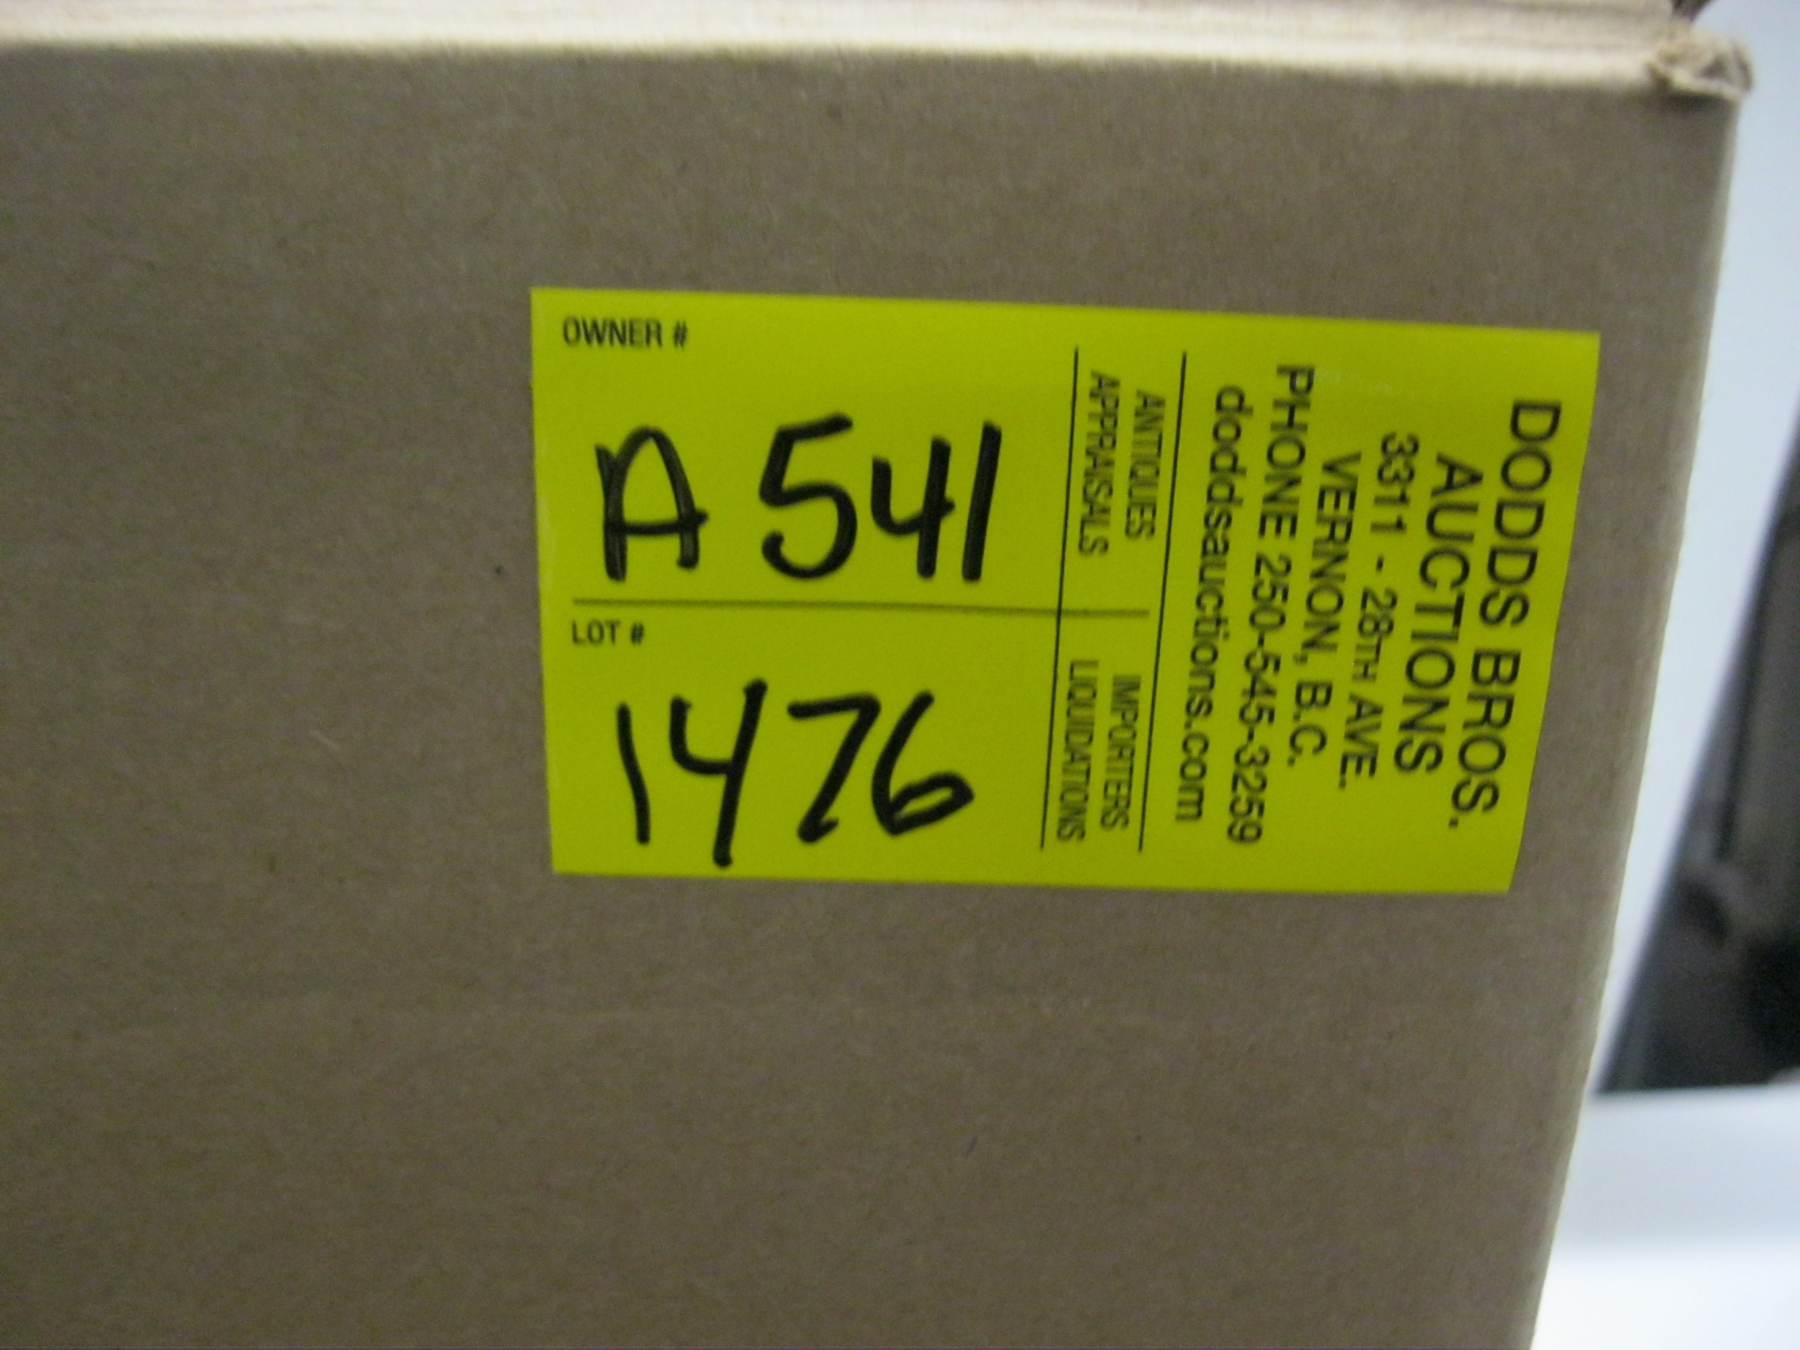 OWNER #
A 541
LOT #
1476
DODDS BROS.
AUCTIONS
3311 - 28TH AVE.
VERNON, B.C.
PHONE 250-545-3259
doddsauctions.com
ANTIQUES IMPORTERS
APPRAISALS LIQUIDATIONS